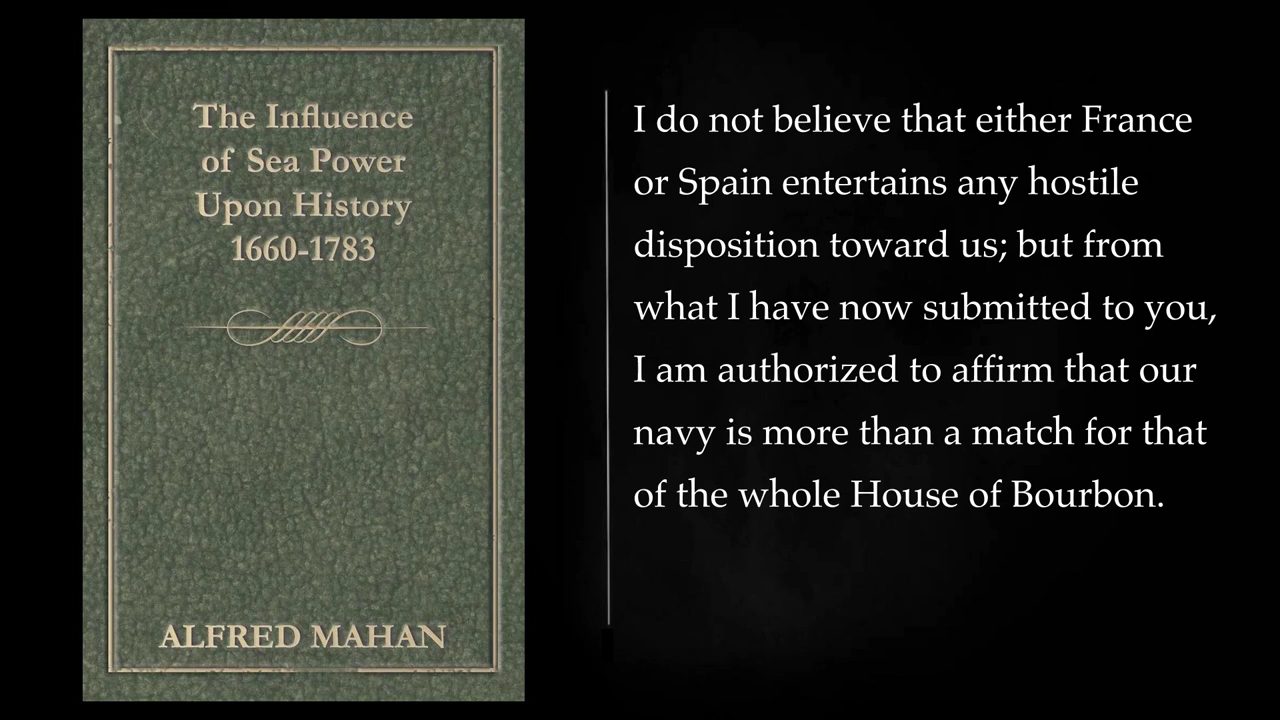 The Influence
of Sea Power
Upon History
1660-1783
ALFRED MAHAN
I do not believe that either France
or Spain entertains any hostile
disposition toward us; but from
what I have now submitted to you,
I am authorized to affirm that our
navy is more than a match for that
of the whole House of Bourbon.